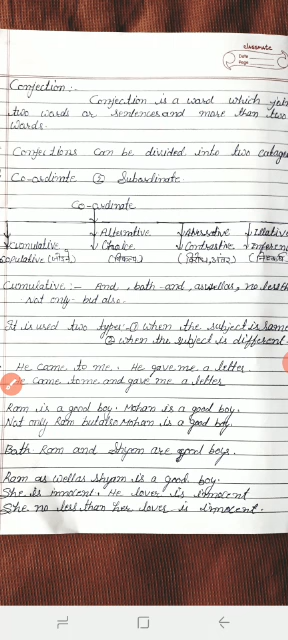 classmate
Date
Page
Conjection :-
Conjection is a word which join
two words or sentences and more than two
words.
Conjections can be divided into two catago
Co-ordinate ② Subordinate
Co-ordinate
Cumulative Alternative Adversative Illative
Copulative Choice Contrastive Inferen
Cumulative :- And, both-and, aswellas, no less th
not only - but also.
It is used two types - ① when the subject is same
② when the subject is different.
He came to me. He gave me a letter.
He came to me and gave me a letter
Ram is a good boy. Mohan is a good boy.
Not only Ram but also Mohan is a good boy.
Both Ram and Shyam are good boys.
Ram as wellas Shyam is a good boy.
She is innocent. He lover is innocent
She no less than her lover is innocent.